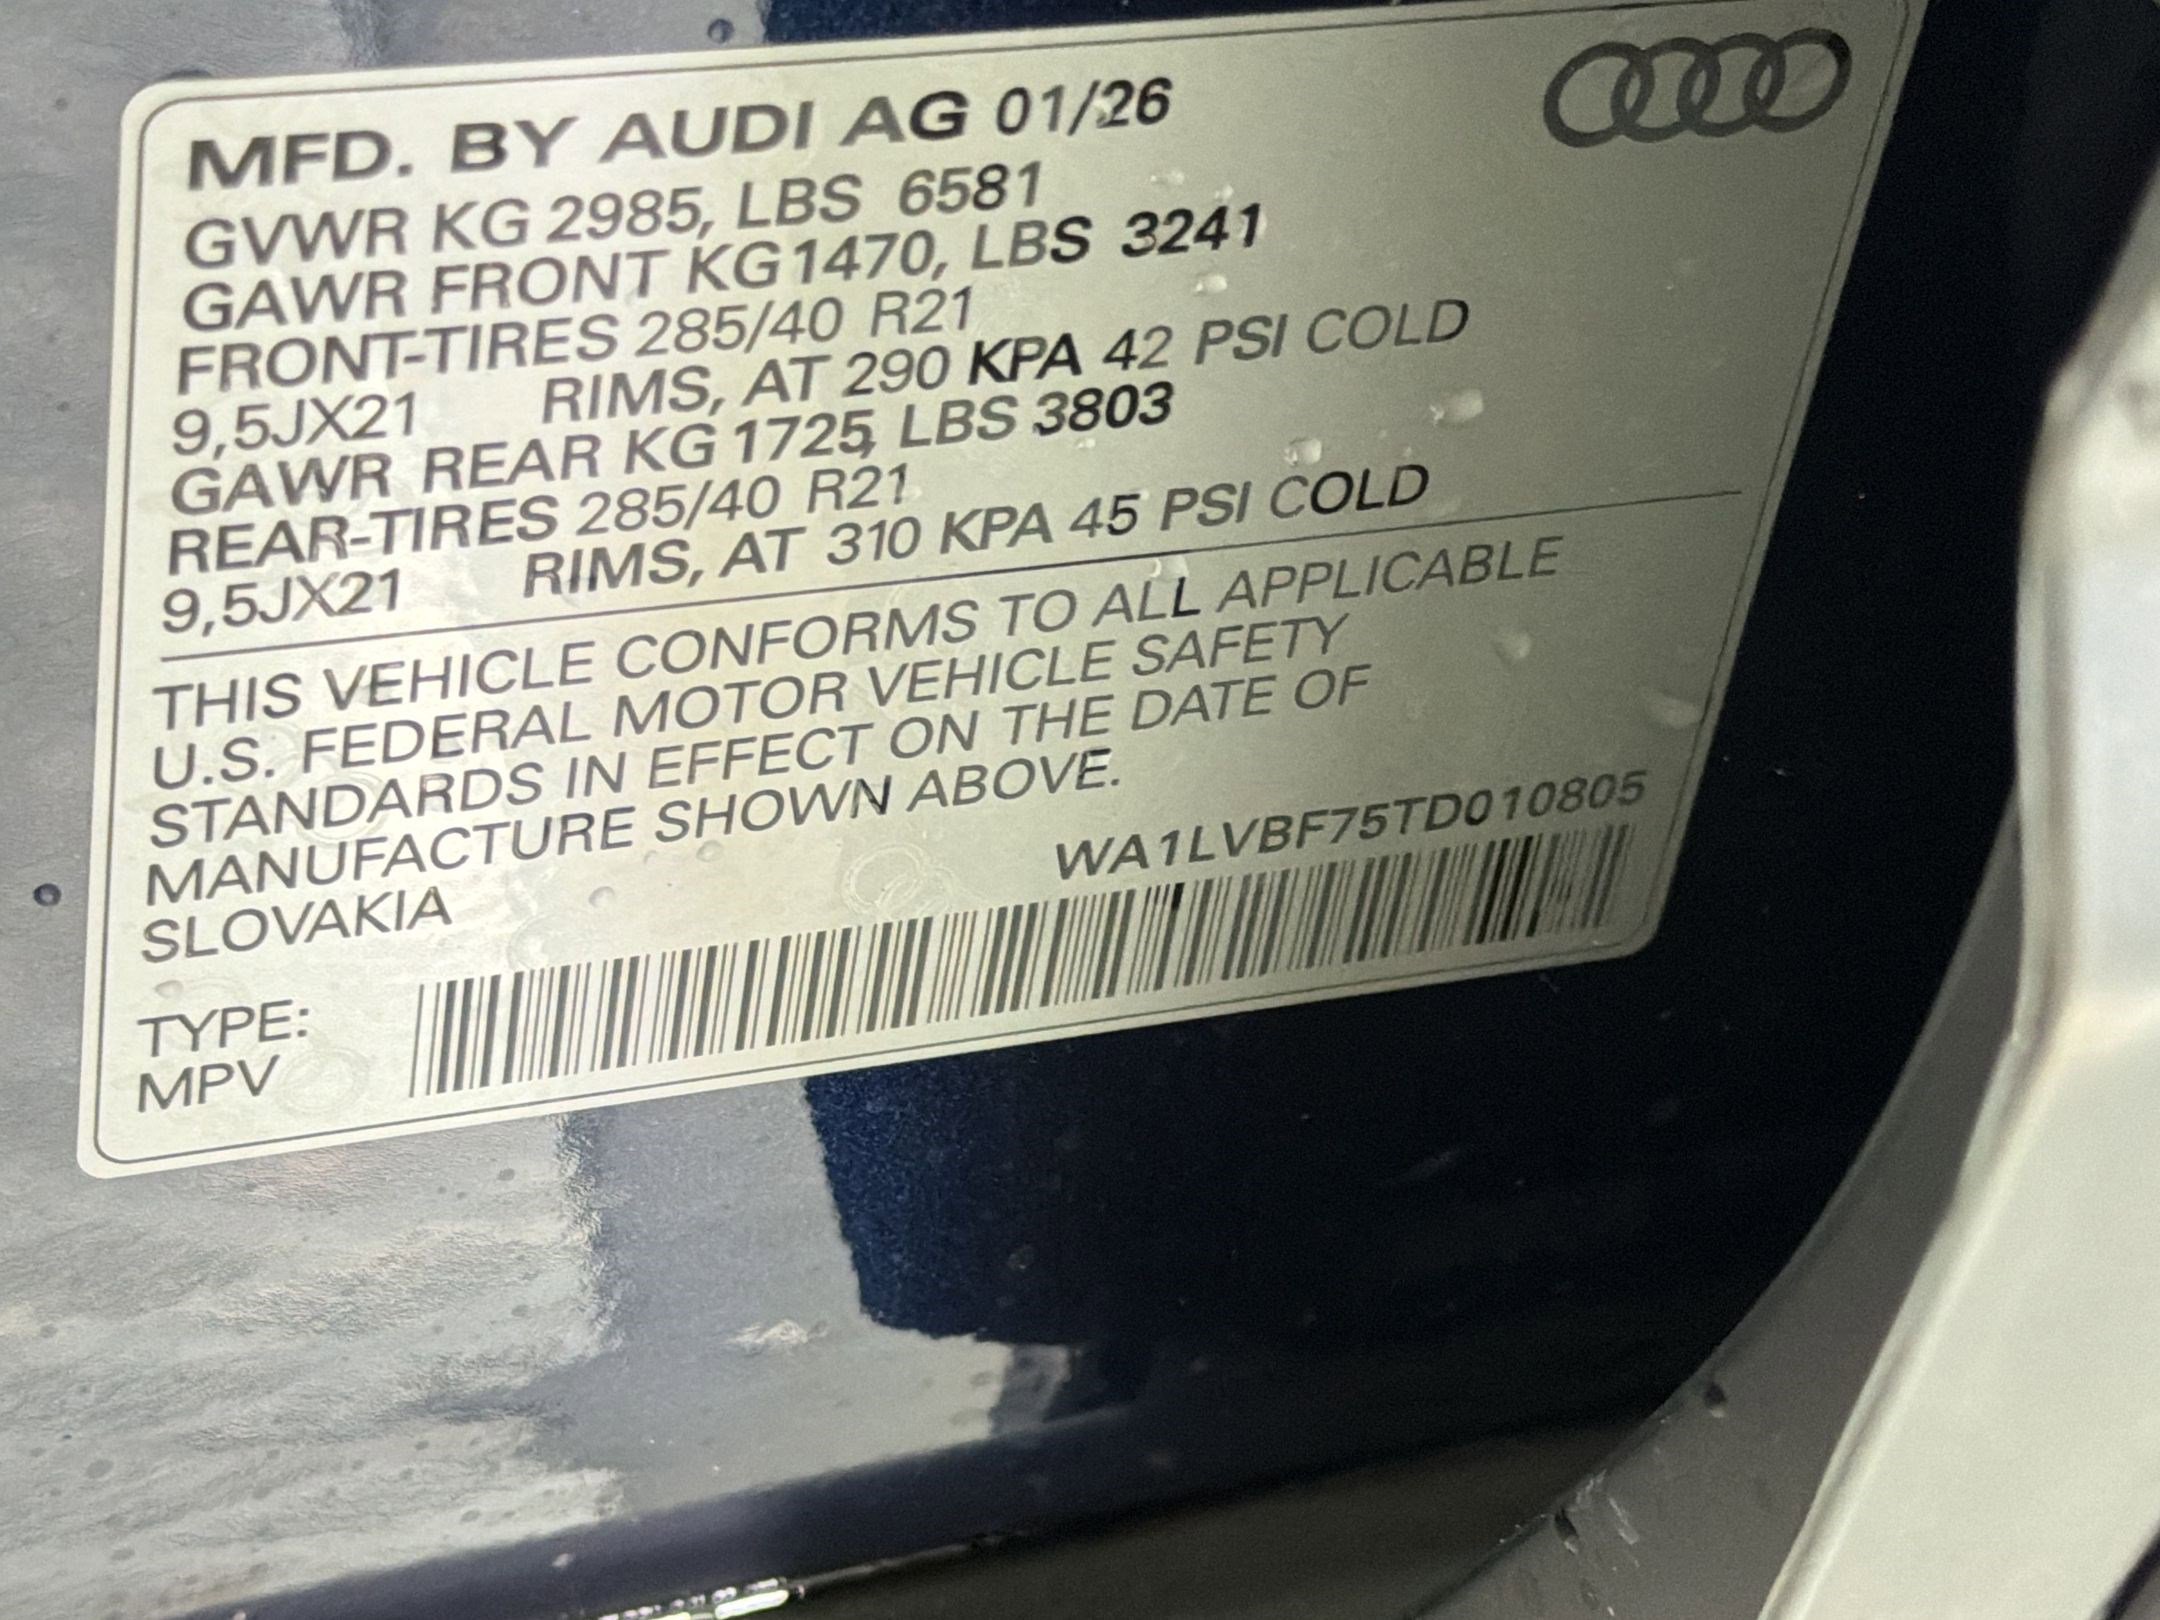 MFD. BY AUDI AG 01/26
GVWR KG 2985, LBS 6581
GAWR FRONT KG 1470, LBS 3241
FRONT-TIRES 285/40 R21
9,5JX21 RIMS, AT 290 KPA 42 PSI COLD
GAWR REAR KG 1725, LBS 3803
REAR-TIRES 285/40 R21
9,5JX21 RIMS, AT 310 KPA 45 PSI COLD
THIS VEHICLE CONFORMS TO ALL APPLICABLE
U.S. FEDERAL MOTOR VEHICLE SAFETY
STANDARDS IN EFFECT ON THE DATE OF
MANUFACTURE SHOWN ABOVE.
SLOVAKIA
WA1LVBF75TD010805
TYPE:
MPV